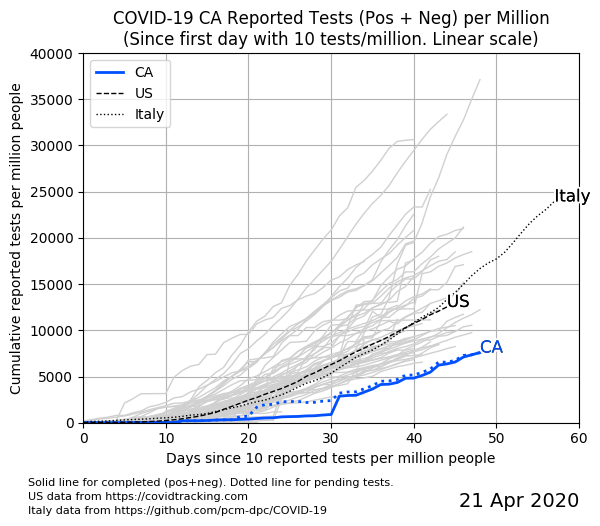 COVID-19 CA Reported Tests (Pos + Neg) per Million
(Since first day with 10 tests/million. Linear scale)
Cumulative reported tests per million people
40000
35000
30000
25000
20000
15000
10000
5000
0
CA
US
Italy
Italy
US
CA
0 10 20 30 40 50 60
Days since 10 rported tests per million people
Solid line for completed (pos+neg). Dotted line for pending tests.
US data from https://covidtracking.com
Italy data from https://github.com/pcm-dpc/COVID-19
21 Apr 2020